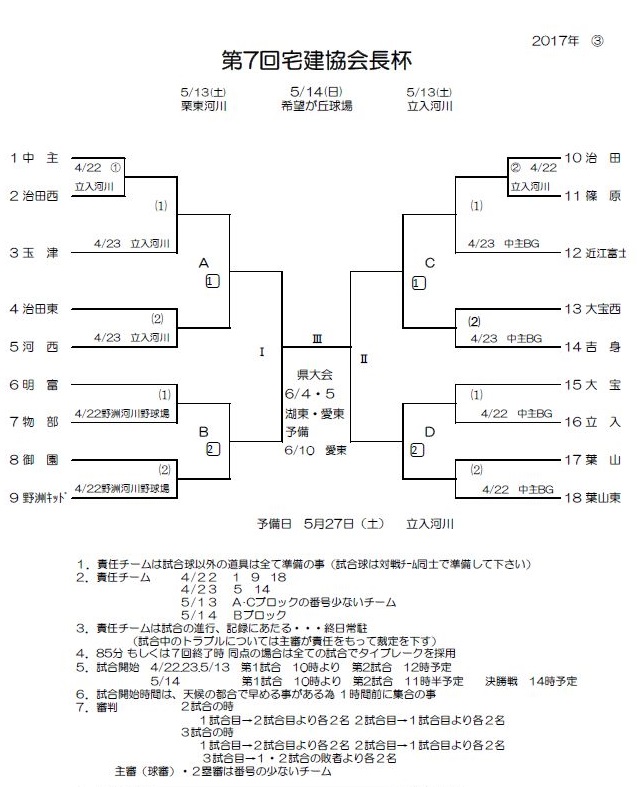 2017年 ③
第7回宅建協会長杯
5/13(土) 5/14(日) 5/13(土)
栗東河川 希望が丘球場 立入河川
1 中 主
4/22 ①
立入河川
2 治田西
(1)
3 玉 津
4/23 立入河川
A
1
4 治田東
(2)
5 河 西
4/23 立入河川
Ⅰ
6 明 富
(1)
7 物 部
4/22野洲河川野球場
B
2
8 御 園
(2)
9 野洲ｷｯﾄﾞ
4/22野洲河川野球場
Ⅲ
県大会
6/4・5
湖東・愛東
予備
6/10 愛東
Ⅱ
10 治 田
② 4/22
立入河川
11 篠 原
(1)
12 近江富士
4/23 中主BG
C
1
13 大宝西
(2)
14 吉 身
4/23 中主BG
15 大 宝
(1)
16 立 入
4/22 中主BG
D
2
17 葉 山
(2)
18 葉山東
4/22 中主BG
予備日 5月27日（土） 立入河川
1．責任チームは試合球以外の道具は全て準備の事（試合球は対戦ﾁｰﾑ同士で準備して下さい）
2．責任チーム 4/22 1 9 18
4/23 5 14
5/13 A・Cブロックの番号少ないチーム
5/14 Bブロック
3．責任チームは試合の進行、記録にあたる・・・終日常駐
（試合中のトラブルについては主審が責任をもって裁定を下す）
4．85分 もしくは7回終了時 同点の場合は全ての試合でタイブレークを採用
5．試合開始 4/22,23,5/13 第1試合 10時より 第2試合 12時予定
5/14 第1試合 10時より 第2試合 11時半予定 決勝戦 14時予定
6．試合開始時間は、天候の都合で早める事がある為 1時間前に集合の事
7．審判 2試合の時
1試合目→2試合目より各2名 2試合目→1試合目より各2名
3試合の時
1試合目→2試合目より各2名 2試合目→1試合目より各2名
3試合目→1・2試合の敗者より各2名
主審（球審）・2塁審は番号の少ないチーム